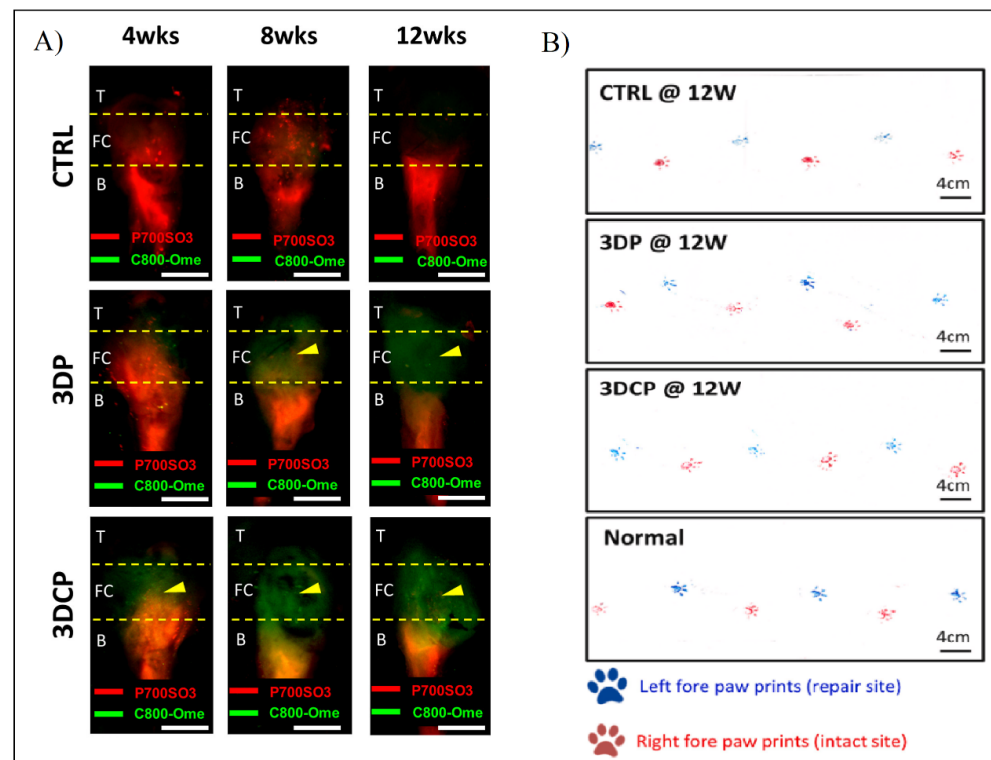 A)
4wks 8wks 12wks
CTRL
T T T
FC FC FC
B B B
P700SO3 P700SO3 P700SO3
C800-Ome C800-Ome C800-Ome
3DP
T T T
FC FC FC
B B B
P700SO3 P700SO3 P700SO3
C800-Ome C800-Ome C800-Ome
3DCP
T T T
FC FC FC
B B B
P700SO3 P700SO3 P700SO3
C800-Ome C800-Ome C800-Ome
B)
CTRL @ 12W
4cm
3DP @ 12W
4cm
3DCP @ 12W
4cm
Normal
4cm
Left fore paw prints (repair site)
Right fore paw prints (intact site)